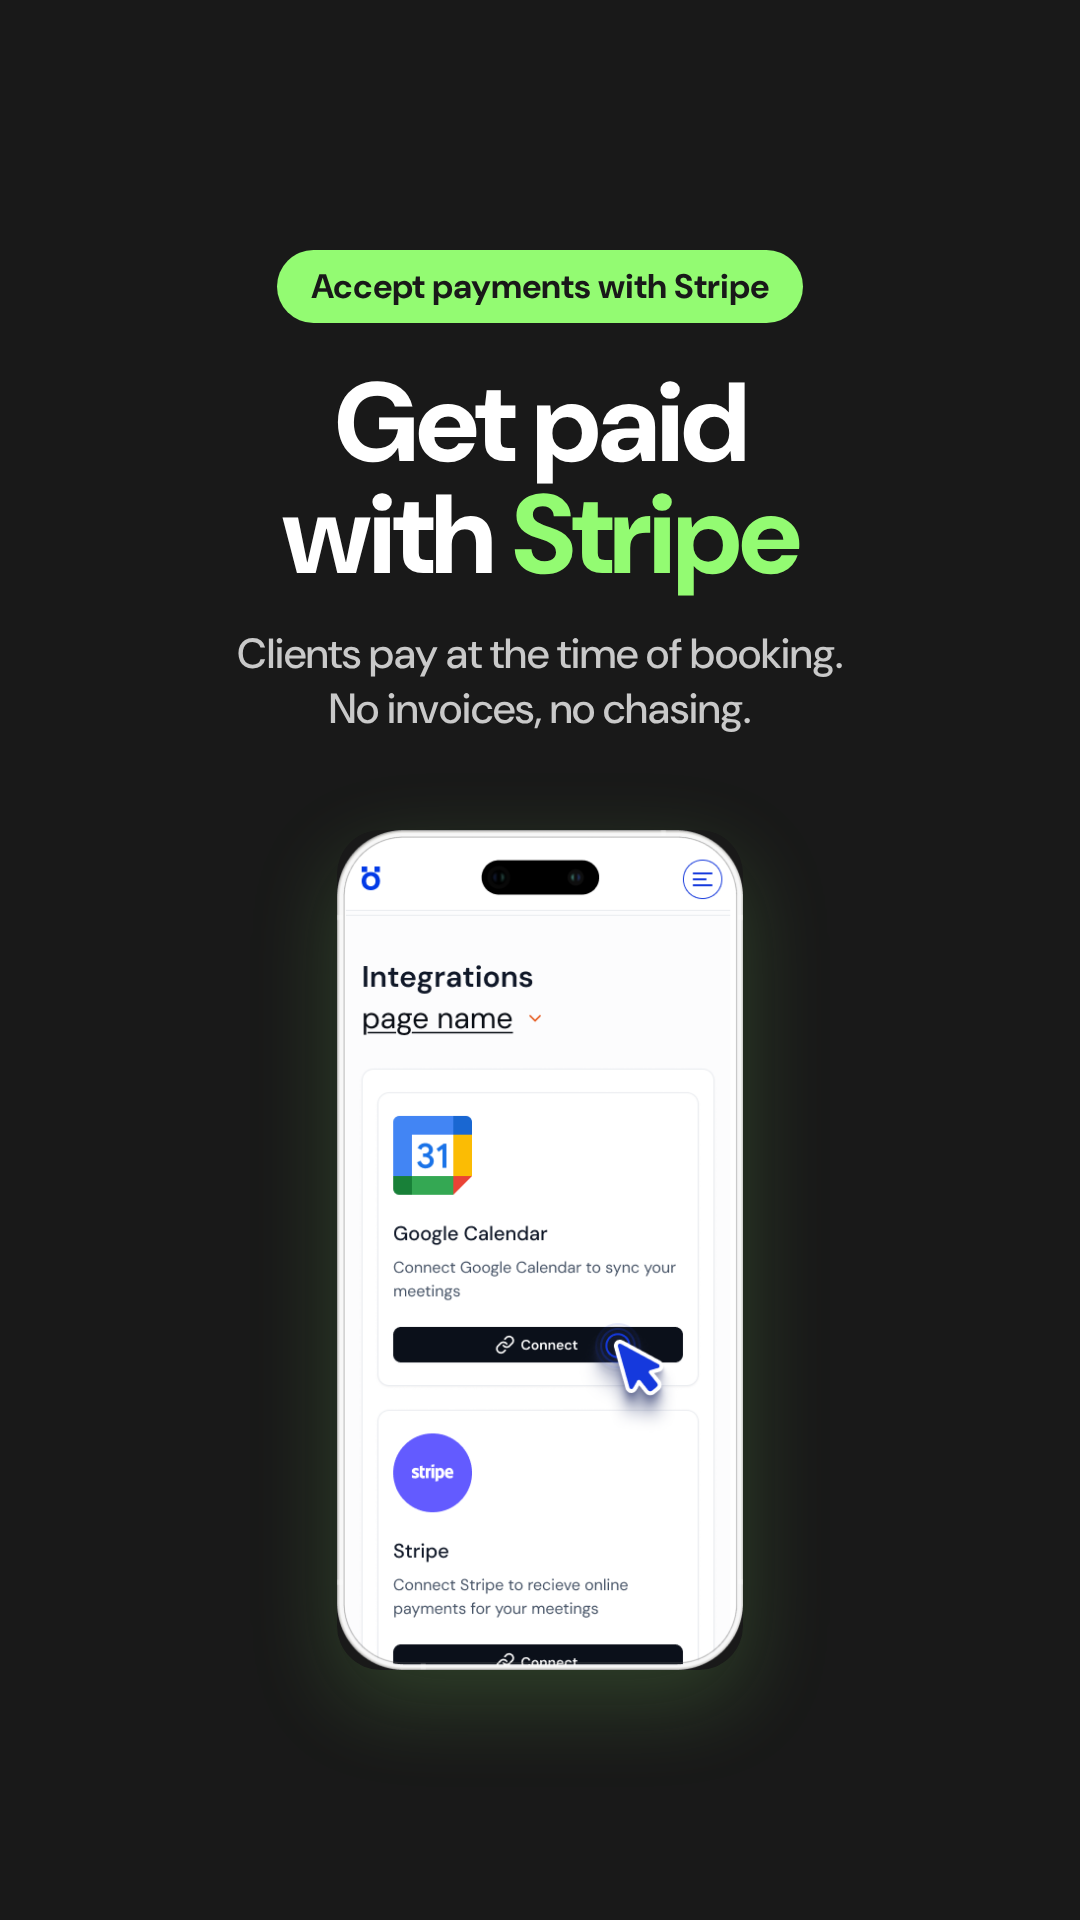 Accept payments with Stripe
Get paid
with Stripe
Clients pay at the time of booking.
No invoices, no chasing.
Integrations
page name
31
Google Calendar
Connect Google Calendar to sync your
meetings
Connect
stripe
Stripe
Connect Stripe to recieve online
payments for your meetings
Connect